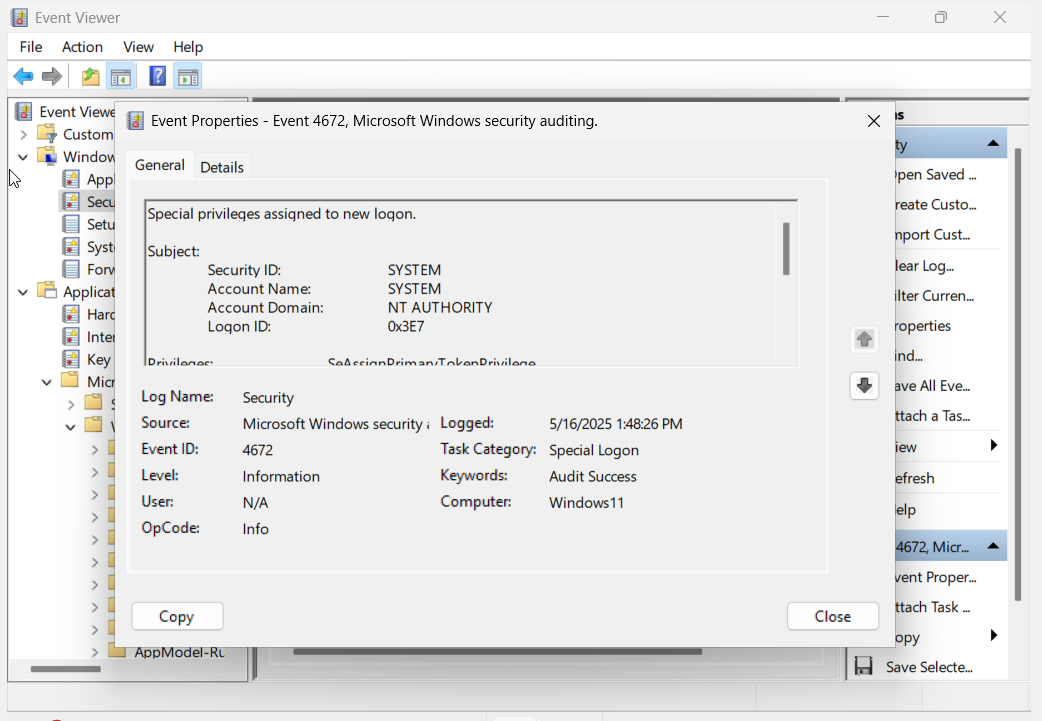 Event Viewer
File Action View Help
Event Viewe
Custom
Window
Appl
Secu
Setu
Syst
Forw
Applicat
Hard
Inter
Key
Micr
AppModel-Ru
Event Properties - Event 4672, Microsoft Windows security auditing.
General Details
Special privileges assigned to new logon.
Subject:
Security ID: SYSTEM
Account Name: SYSTEM
Account Domain: NT AUTHORITY
Logon ID: 0x3E7
Privileges: SeAssignPrimaryTokenPrivilege
Log Name: Security
Source: Microsoft Windows security Logged: 5/16/2025 1:48:26 PM
Event ID: 4672 Task Category: Special Logon
Level: Information Keywords: Audit Success
User: N/A Computer: Windows11
OpCode: Info
Copy Close
ns
ty
pen Saved ...
reate Custo...
mport Cust...
lear Log...
ilter Curren...
roperties
ind...
ave All Eve...
ttach a Tas...
iew
efresh
elp
4672, Micr...
vent Proper...
ttach Task ...
opy
Save Selecte...